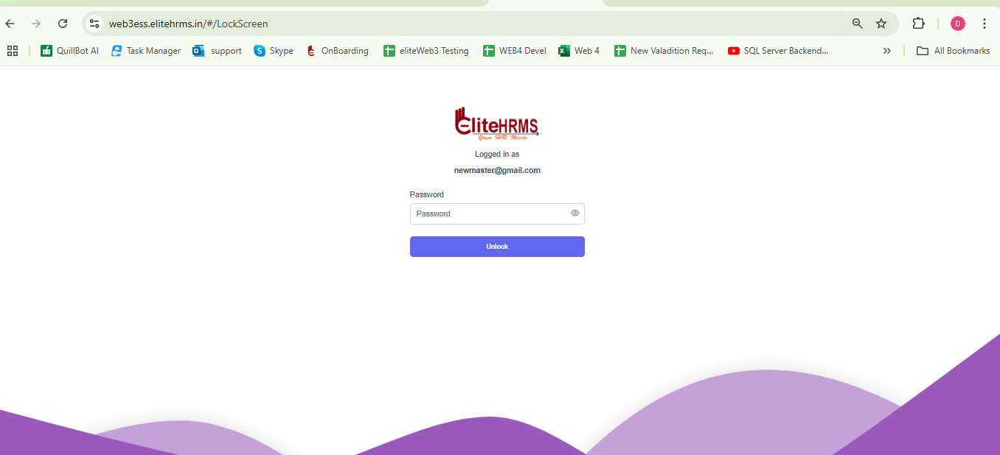 web3ess.elitehrms.in/#/LockScreen
D
QuillBot AI Task Manager support Skype OnBoarding eliteWeb3 Testing WEB4 Devel Web 4 New Valadition Req... SQL Server Backend... All Bookmarks
EliteHRMS
Your HR Needs
Logged in as
newmaster@gmail.com
Password
Password
Unlock